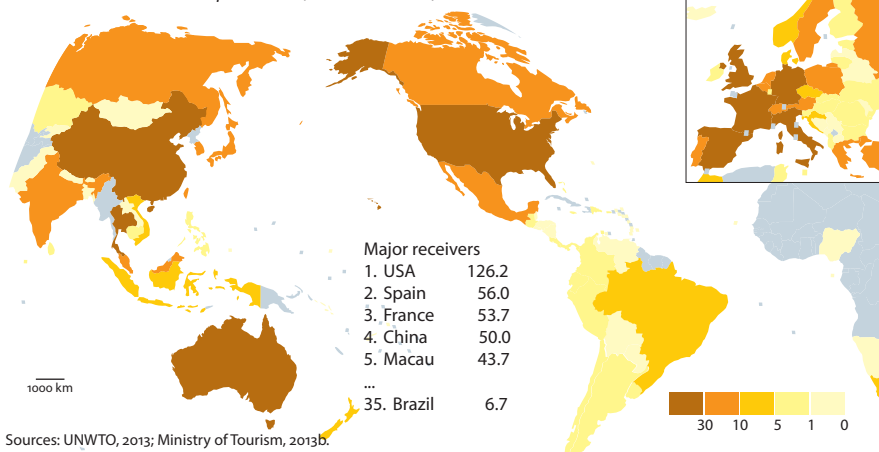 Major receivers
1. USA 126.2
2. Spain 56.0
3. France 53.7
4. China 50.0
5. Macau 43.7
...
35. Brazil 6.7
1000 km
30 10 5 1 0
Sources: UNWTO, 2013; Ministry of Tourism, 2013b.